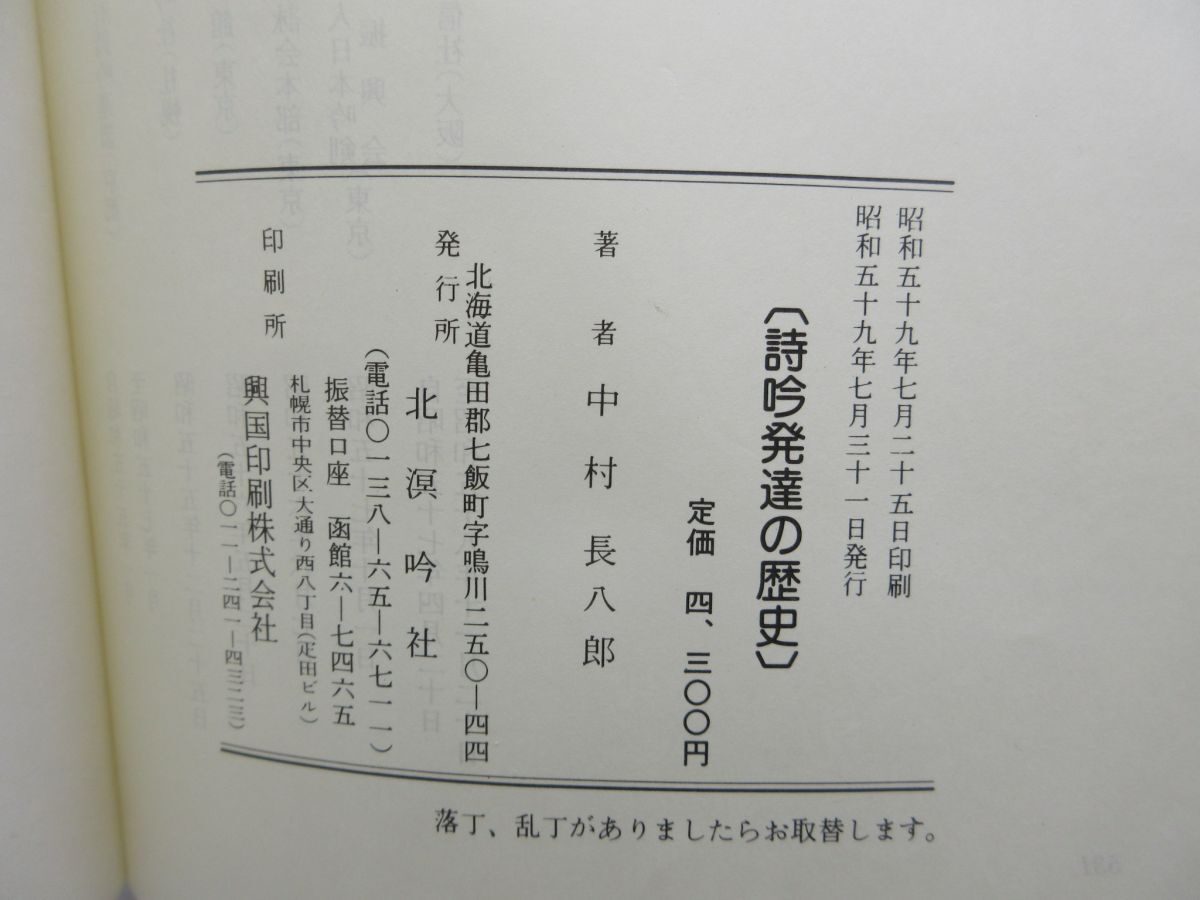 昭和五十九年七月二十五日印刷
昭和五十九年七月三十一日発行
〔詩吟発達の歴史〕
定価 四、三〇〇円
著者 中村長八郎
北海道亀田郡七飯町字鳴川二五〇―四四
発行所 北溟吟社
(電話〇一三八―六五―六七一一)
振替口座 函館六―七四六五
札幌市中央区大通り西八丁目(疋田ビル)
印刷所 興国印刷株式会社
(電話〇一一―二四一―四三二三)
落丁、乱丁がありましたらお取替します。